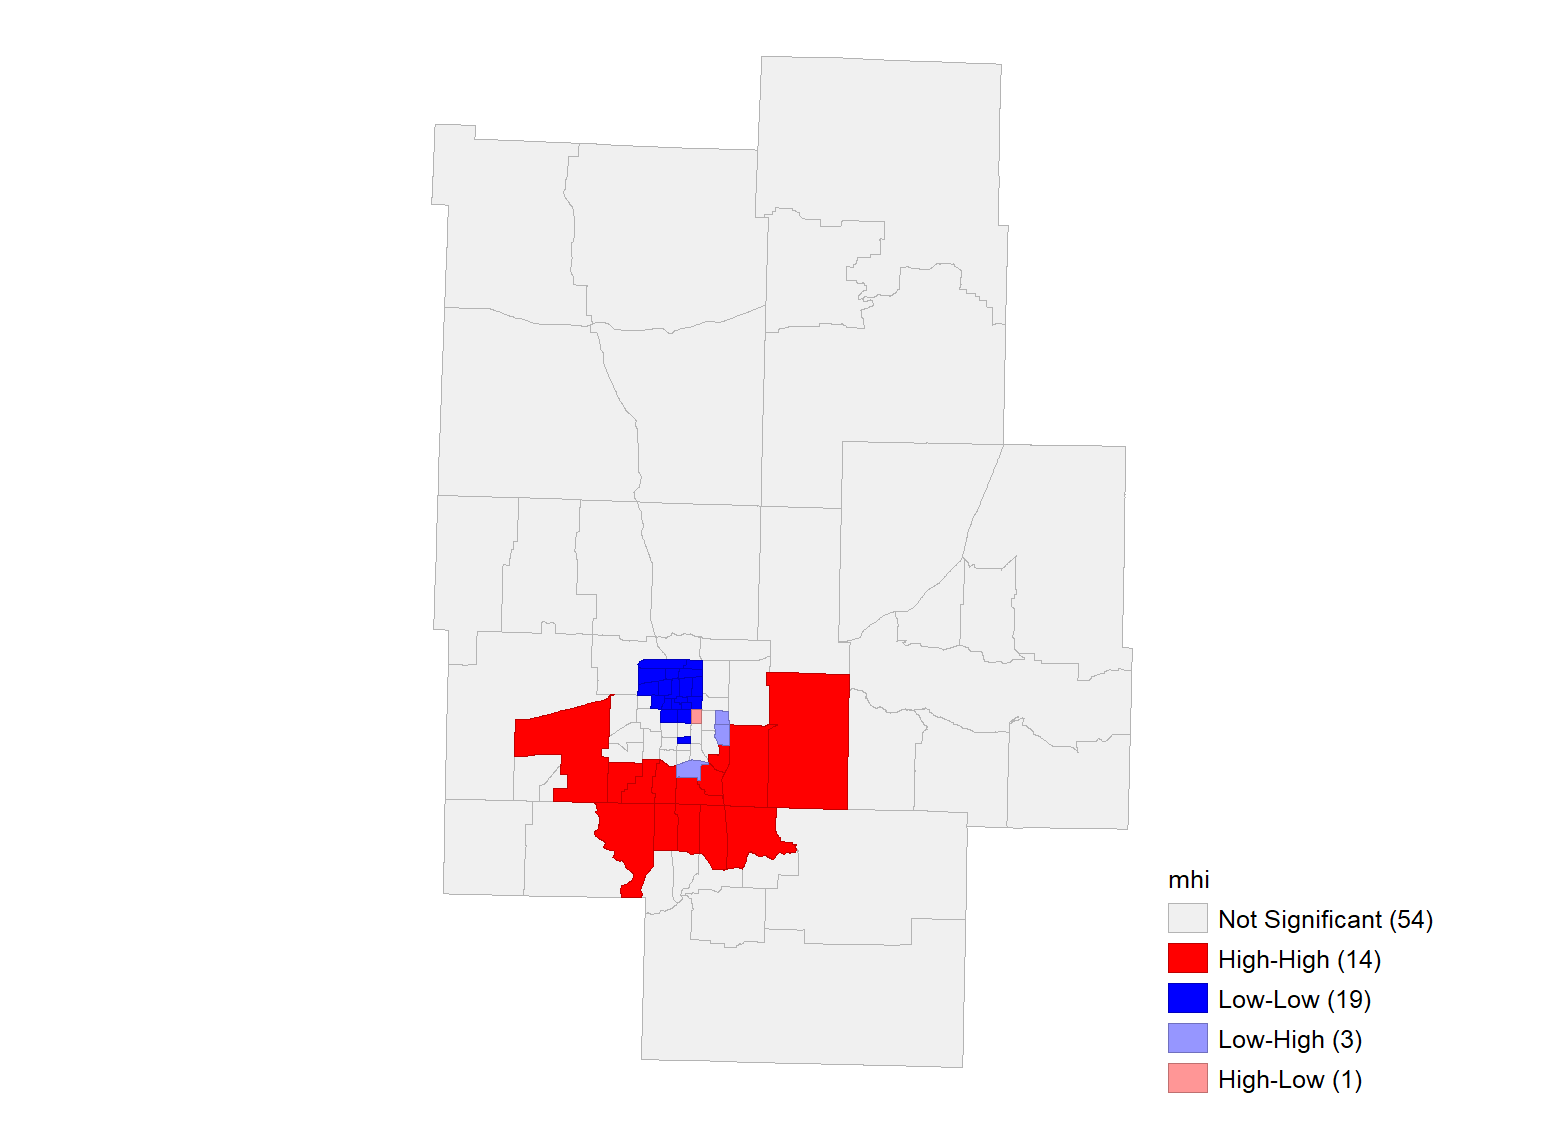 mhi
Not Significant (54)
High-High (14)
Low-Low (19)
Low-High (3)
High-Low (1)